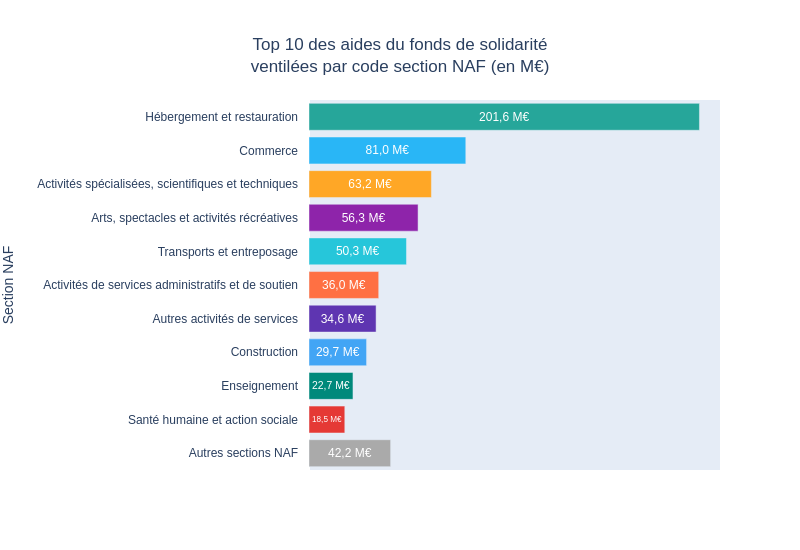 Top 10 des aides du fonds de solidarité
ventilées par code section NAF (en M€)
Section NAF
Hébergement et restauration 201,6 M€
Commerce 81,0 M€
Activités spécialisées, scientifiques et techniques 63,2 M€
Arts, spectacles et activités récréatives 56,3 M€
Transports et entreposage 50,3 M€
Activités de services administratifs et de soutien 36,0 M€
Autres activités de services 34,6 M€
Construction 29,7 M€
Enseignement 22,7 M€
Santé humaine et action sociale 18,5 M€
Autres sections NAF 42,2 M€